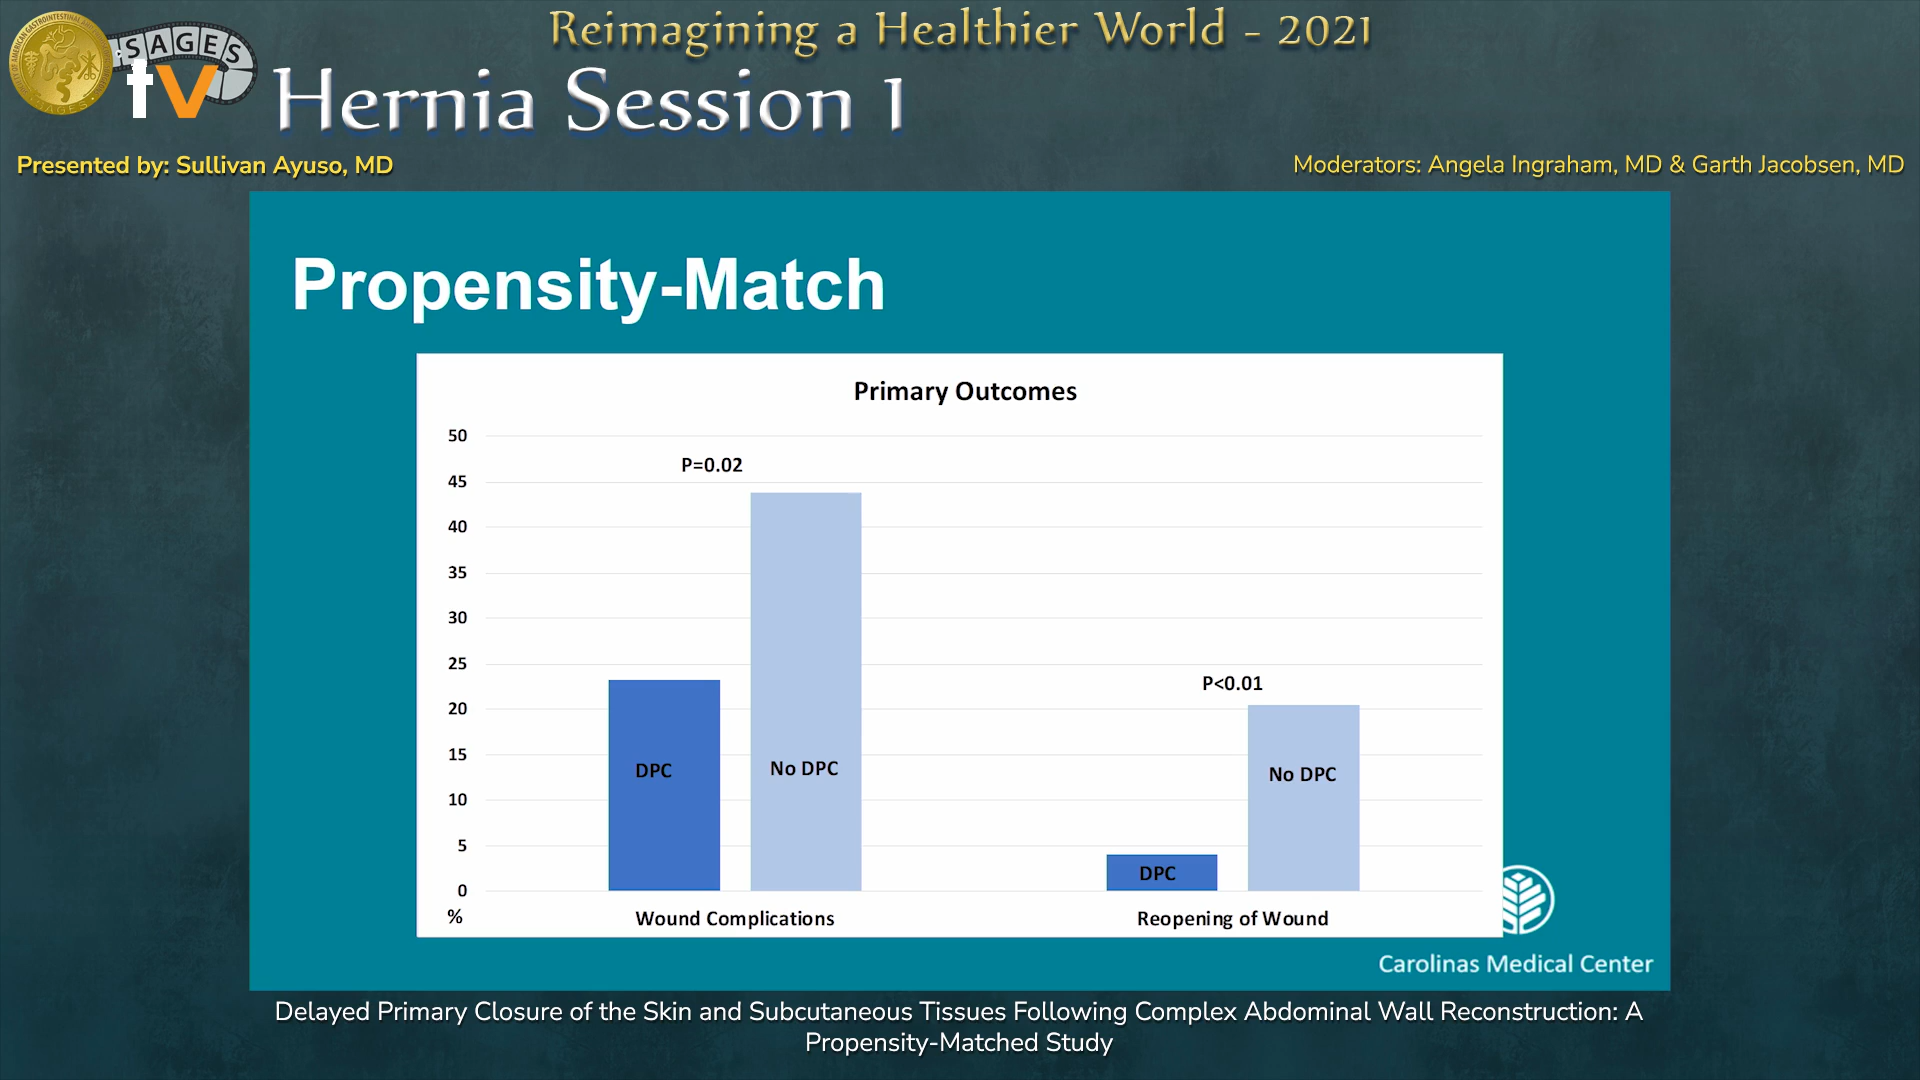 Reimagining a Healthier World - 2021
SAGES
tv
Hernia Session 1
Presented by: Sullivan Ayuso, MD
Moderators: Angela Ingraham, MD & Garth Jacobsen, MD
Propensity-Match
Primary Outcomes
50
45
40
35
30
25
20
15
10
5
0
%
P=0.02
P<0.01
DPC
No DPC
DPC
No DPC
Wound Complications
Reopening of Wound
Carolinas Medical Center
Delayed Primary Closure of the Skin and Subcutaneous Tissues Following Complex Abdominal Wall Reconstruction: A
Propensity-Matched Study